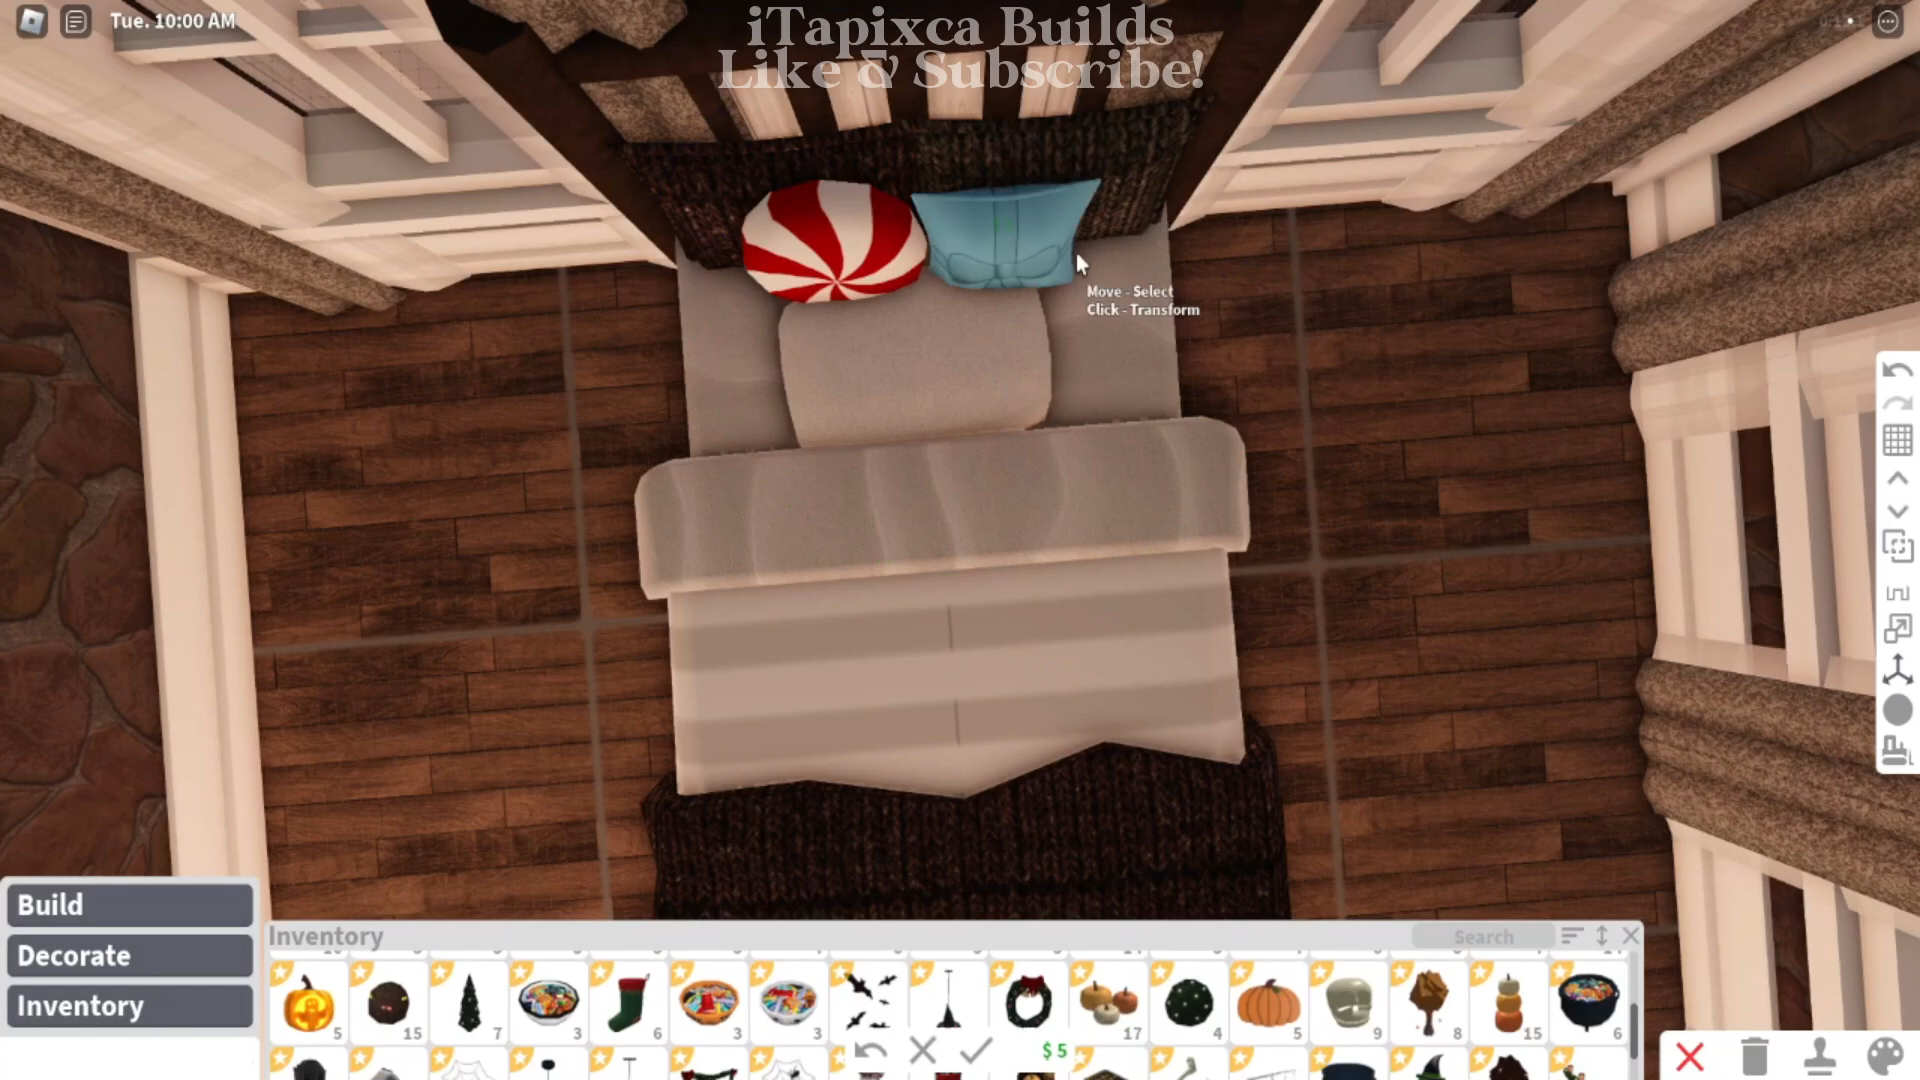 Tue. 10:00 AM
iTapixca Builds
Like & Subscribe!
Move - Select
Click - Transform
Build
Decorate
Inventory
Inventory
Search
5
15
7
3
6
3
3
17
4
5
9
8
15
6
$5